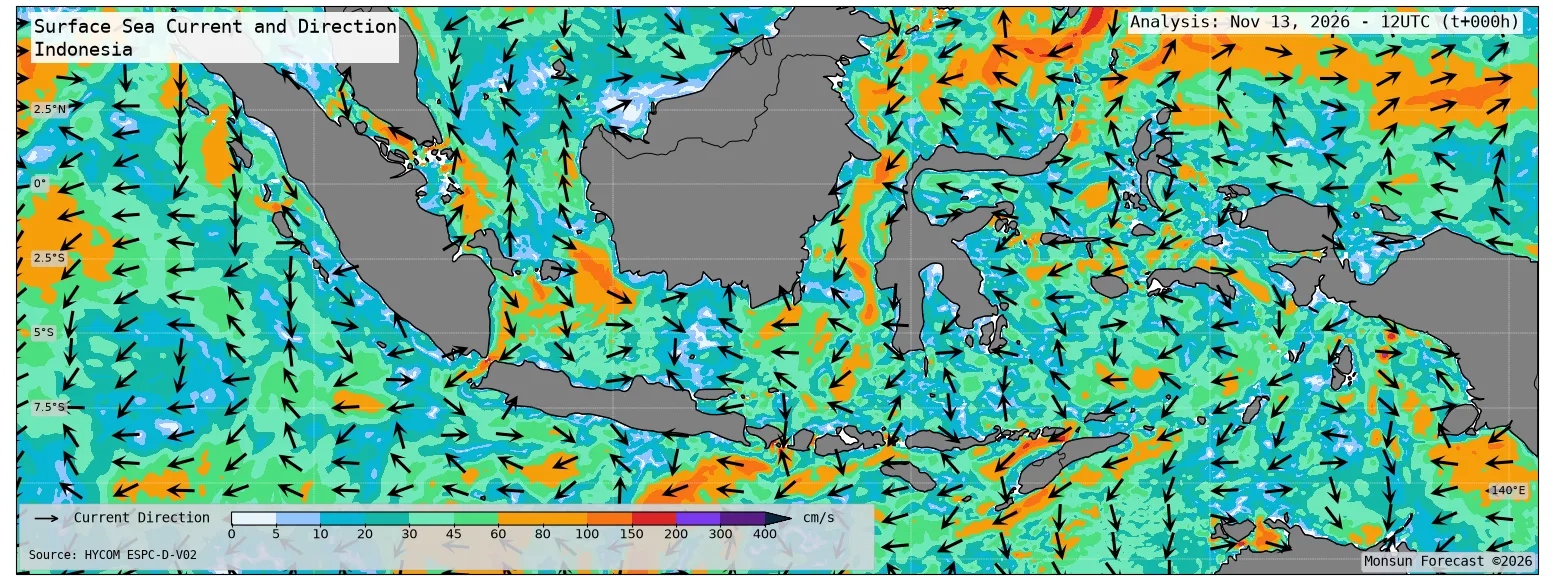 Surface Sea Current and Direction
Indonesia
Analysis: Nov 13, 2026 - 12UTC (t+000h)
2.5°N
0°
2.5°S
5°S
7.5°S
140°E
Current Direction
0 5 10 20 30 45 60 80 100 150 200 300 400 cm/s
Source: HYCOM ESPC-D-V02
Monsun Forecast ©2026